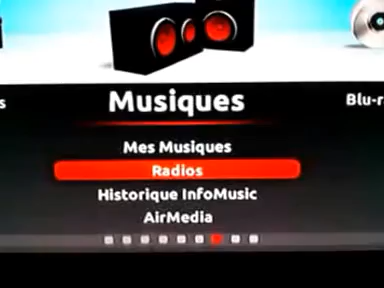 Musiques
Mes Musiques
Radios
Historique InfoMusic
AirMedia
Blu-r